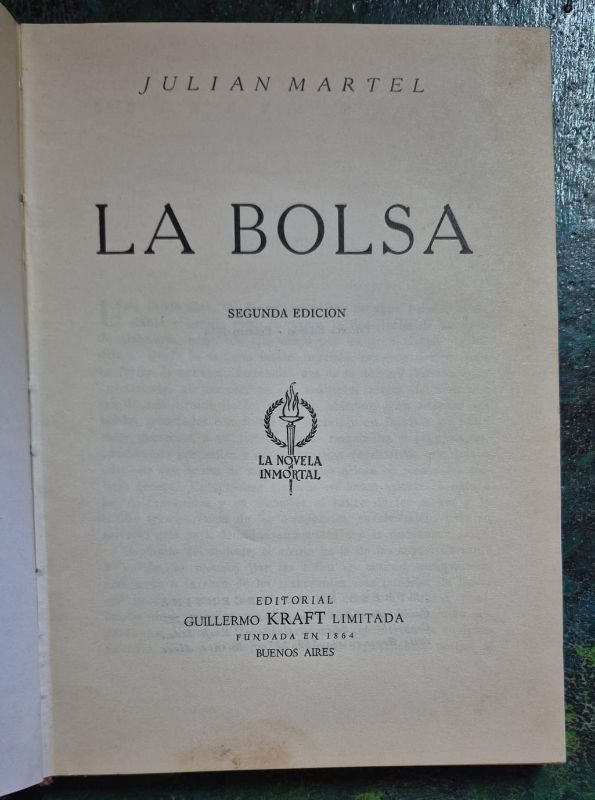 JULIAN MARTEL
LA BOLSA
SEGUNDA EDICION
LA NOVELA
INMORTAL
EDITORIAL
GUILLERMO KRAFT LIMITADA
FUNDADA EN 1864
BUENOS AIRES